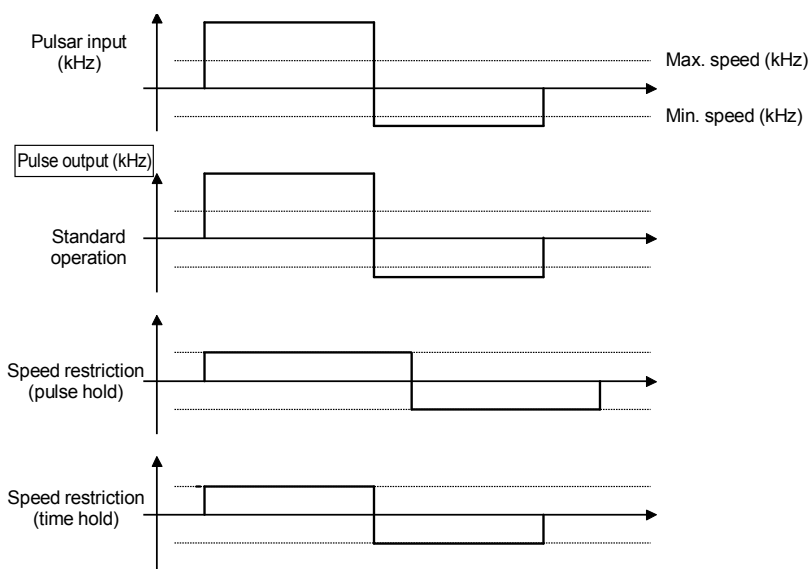 Pulsar input
(kHz)
Max. speed (kHz)
Min. speed (kHz)
Pulse output (kHz)
Standard
operation
Speed restriction
(pulse hold)
Speed restriction
(time hold)